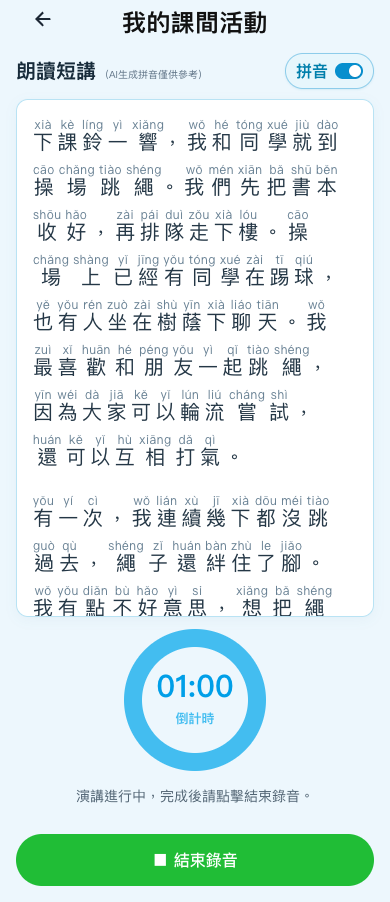 我的課間活動
朗讀短講 (AI生成拼音僅供參考) 拼音
xià kè líng yì xiǎng wǒ hé tóng xué jiù dào
下課鈴一響，我和同學就到
cāo chǎng tiào shéng wǒ men xiān bǎ shū běn
操場跳繩。我們先把書本
shōu hǎo zài pái duì zǒu xià lóu cāo
收好，再排隊走下樓。操
chǎng shàng yǐ jīng yǒu tóng xué zài tī qiú
場上已經有同學在踢球，
yě yǒu rén zuò zài shù yīn xià liáo tiān wǒ
也有人坐在樹蔭下聊天。我
zuì xǐ huān hé péng yǒu yì qǐ tiào shéng
最喜歡和朋友一起跳繩，
yīn wéi dà jiā kě yǐ lún liú cháng shì
因為大家可以輪流嘗試，
huán kě yǐ hù xiāng dǎ qì
還可以互相打氣。
yǒu yí cì wǒ lián xù jǐ xià dōu méi tiào
有一次，我連續幾下都沒跳
guò qù shéng zǐ huán bàn zhù le jiǎo
過去，繩子還絆住了腳。
wǒ yǒu diǎn bù hǎo yì si xiǎng bǎ shéng
我有點不好意思，想把繩
01:00
倒計時
演講進行中，完成後請點擊結束錄音。
結束錄音